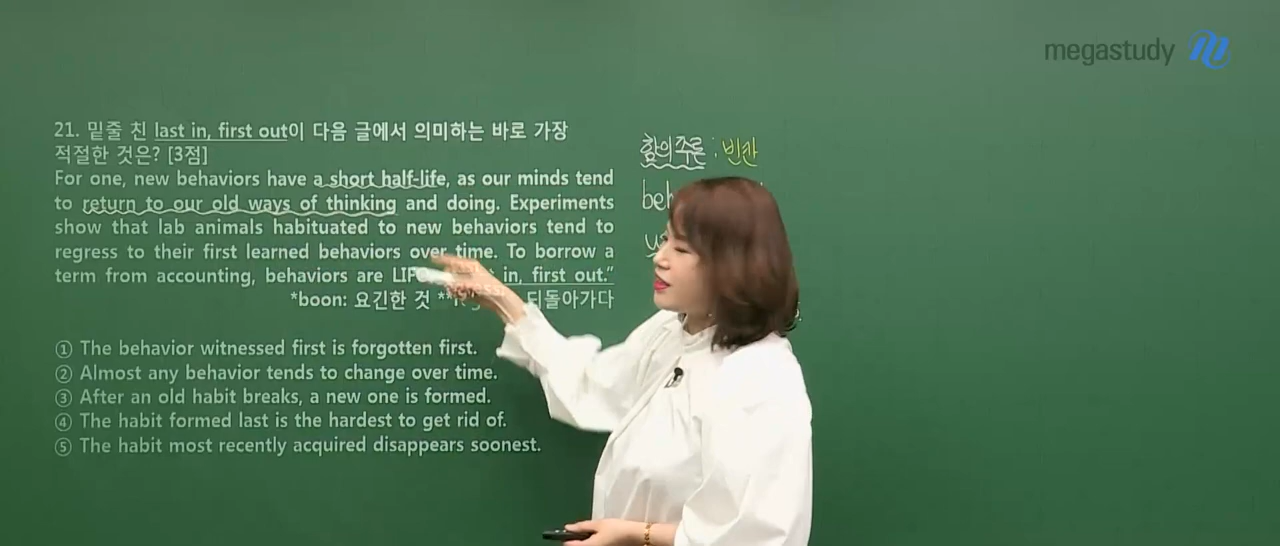 megastudy
21. 밑줄 친 last in, first out이 다음 글에서 의미하는 바로 가장
적절한 것은? [3점]
For one, new behaviors have a short half-life, as our minds tend
to return to our old ways of thinking and doing. Experiments
show that lab animals habituated to new behaviors tend to
regress to their first learned behaviors over time. To borrow a
term from accounting, behaviors are in, first out.”
*boon: 요긴한 것 되돌아가다
① The behavior witnessed first is forgotten first.
② Almost any behavior tends to change over time.
③ After an old habit breaks, a new one is formed.
④ The habit formed last is the hardest to get rid of.
⑤ The habit most recently acquired disappears soonest.
함의추론 : 빈칸